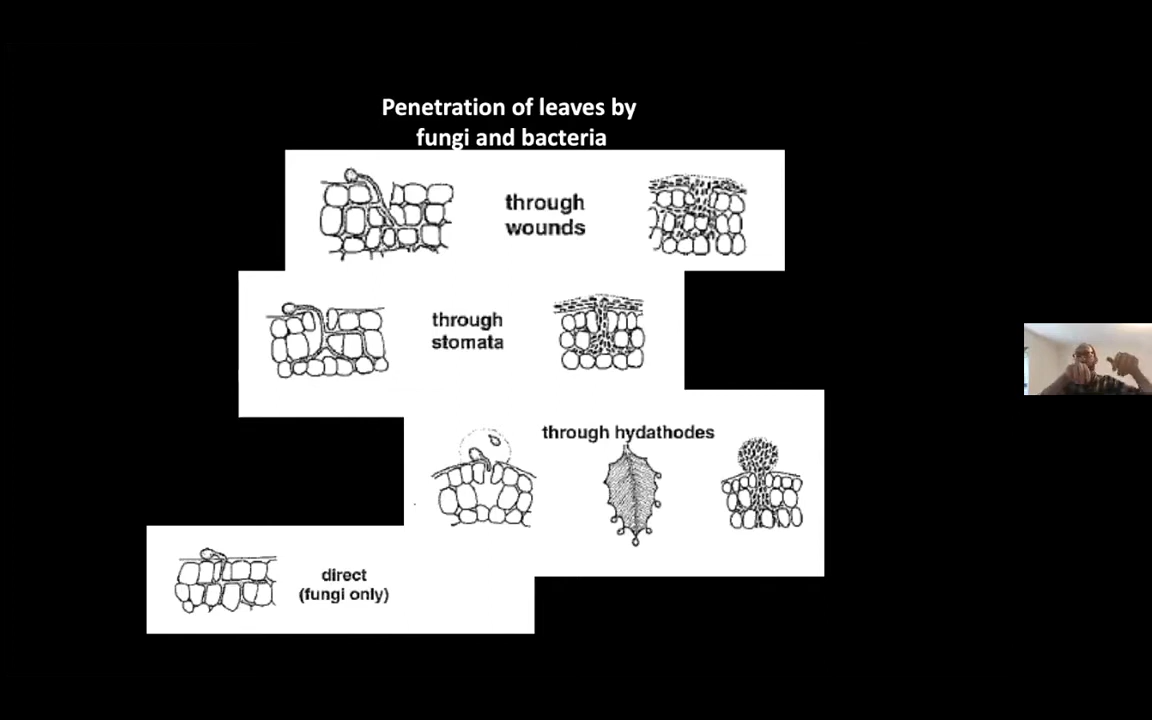 Penetration of leaves by
fungi and bacteria
through
wounds
through
stomata
through hydathodes
direct
(fungi only)